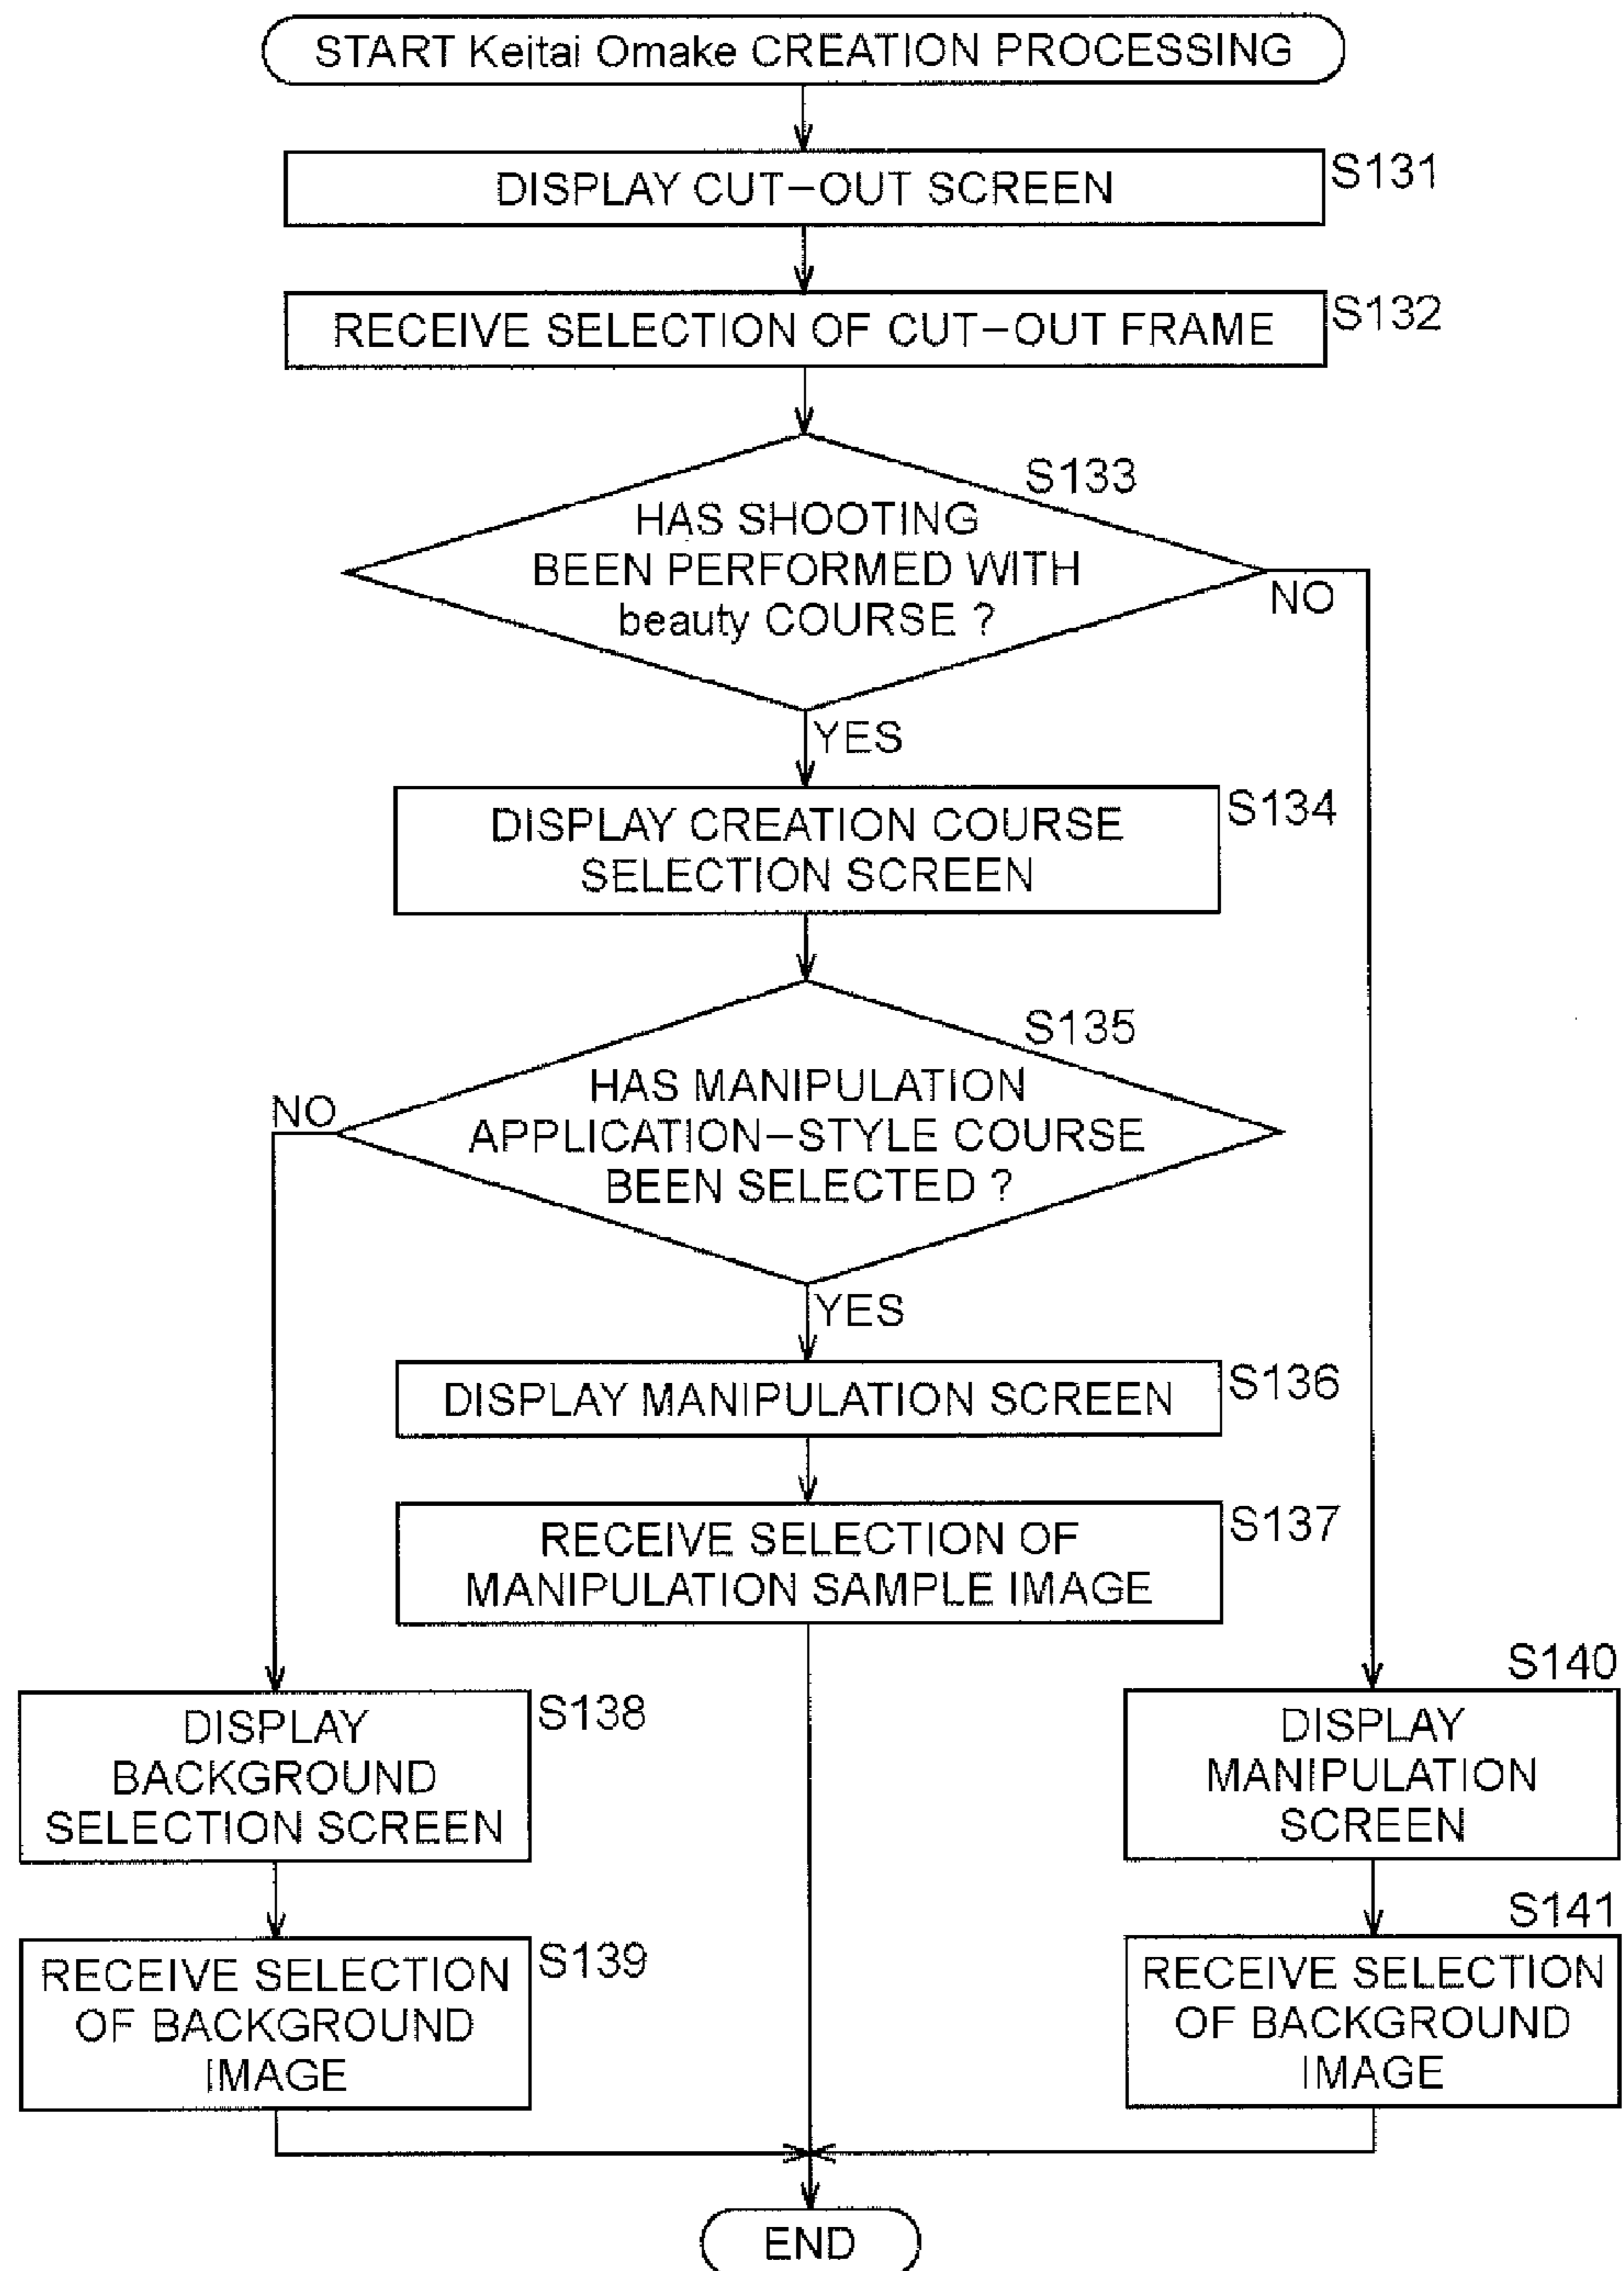 START Keitai Omake CREATION PROCESSING
DISPLAY CUT-OUT SCREEN
S131
RECEIVE SELECTION OF CUT-OUT FRAME
S132
S133
HAS SHOOTING
BEEN PERFORMED WITH
beauty COURSE ?
NO
YES
DISPLAY CREATION COURSE
SELECTION SCREEN
S134
S135
HAS MANIPULATION
APPLICATION-STYLE COURSE
BEEN SELECTED ?
NO
YES
DISPLAY MANIPULATION SCREEN
S136
RECEIVE SELECTION OF
MANIPULATION SAMPLE IMAGE
S137
DISPLAY
BACKGROUND
SELECTION SCREEN
S138
RECEIVE SELECTION
OF BACKGROUND
IMAGE
S139
S140
DISPLAY
MANIPULATION
SCREEN
S141
RECEIVE SELECTION
OF BACKGROUND
IMAGE
END